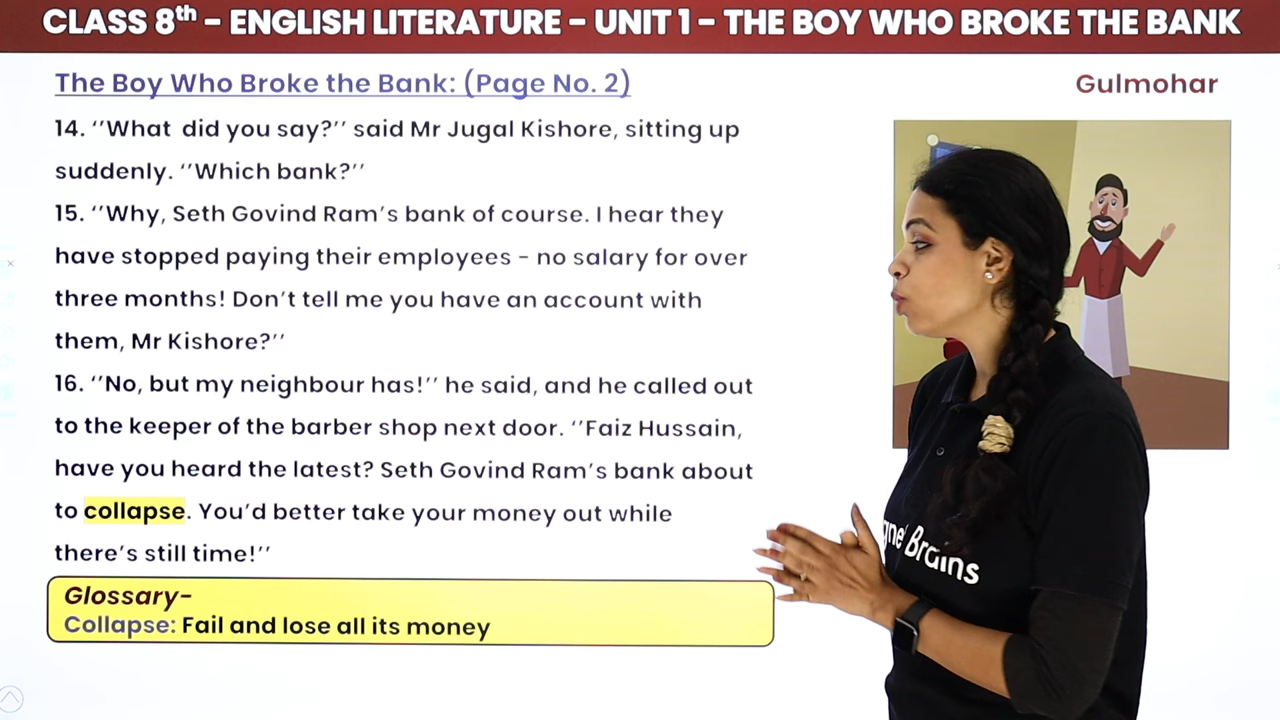 CLASS 8th – ENGLISH LITERATURE – UNIT 1 – THE BOY WHO BROKE THE BANK
The Boy Who Broke the Bank: (Page No. 2)
Gulmohar
14. ‘‘What did you say?’’ said Mr Jugal Kishore, sitting up
suddenly. ‘‘Which bank?’’
15. ‘‘Why, Seth Govind Ram’s bank of course. I hear they
have stopped paying their employees – no salary for over
three months! Don’t tell me you have an account with
them, Mr Kishore?’’
16. ‘‘No, but my neighbour has!’’ he said, and he called out
to the keeper of the barber shop next door. ‘‘Faiz Hussain,
have you heard the latest? Seth Govind Ram’s bank about
to collapse. You’d better take your money out while
there’s still time!’’
Glossary-
Collapse: Fail and lose all its money
Brains